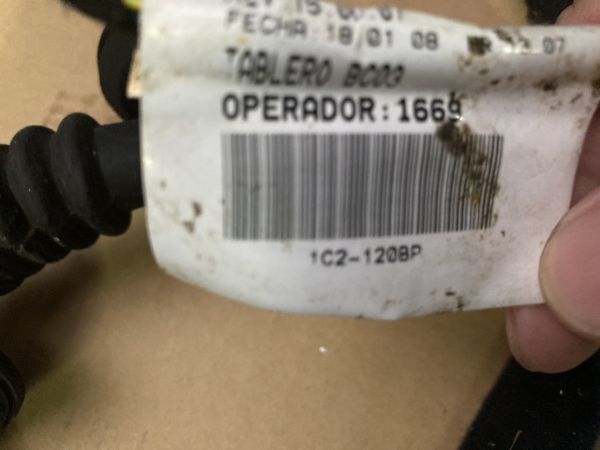 FECHA:18 01 08
TABLERO BC03
OPERADOR:1669
1C2-1208P